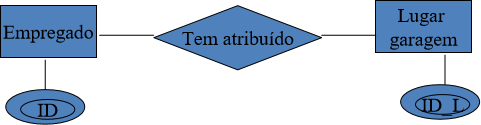 Empregado
Tem atribuído
Lugar
garagem
ID
ID_L